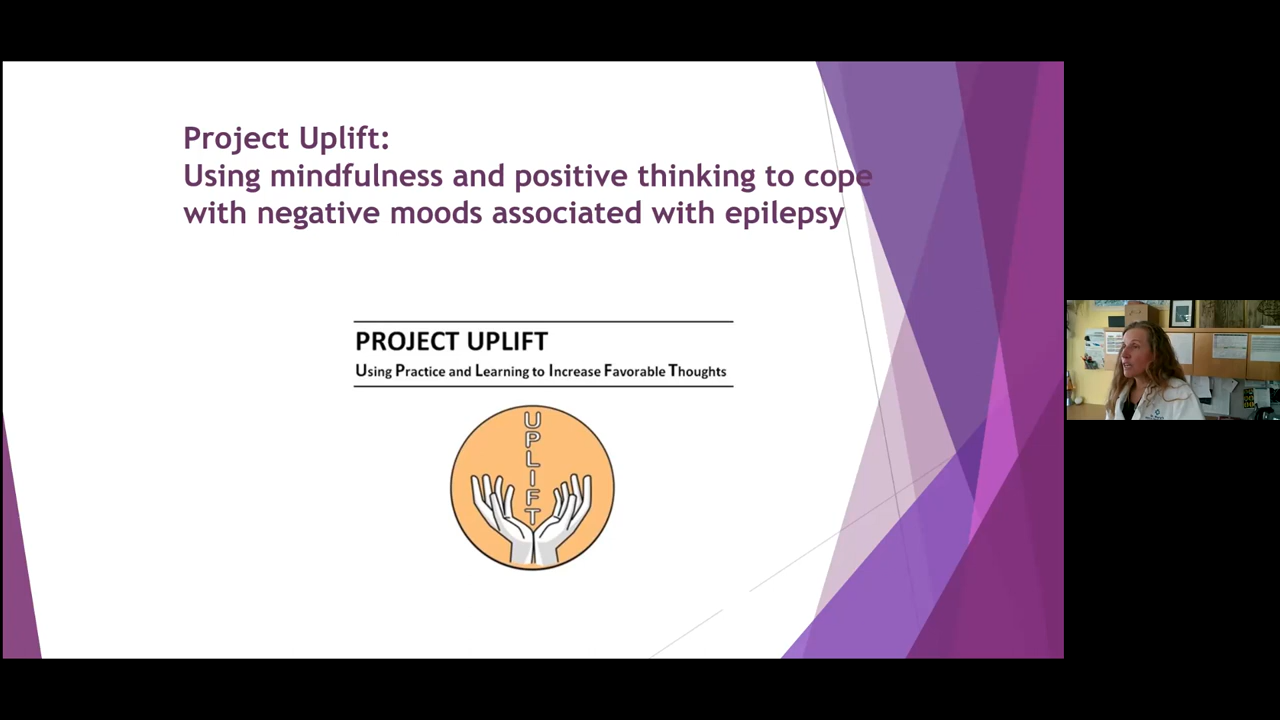 Project Uplift:
Using mindfulness and positive thinking to cope
with negative moods associated with epilepsy
PROJECT UPLIFT
Using Practice and Learning to Increase Favorable Thoughts
UPLIFT